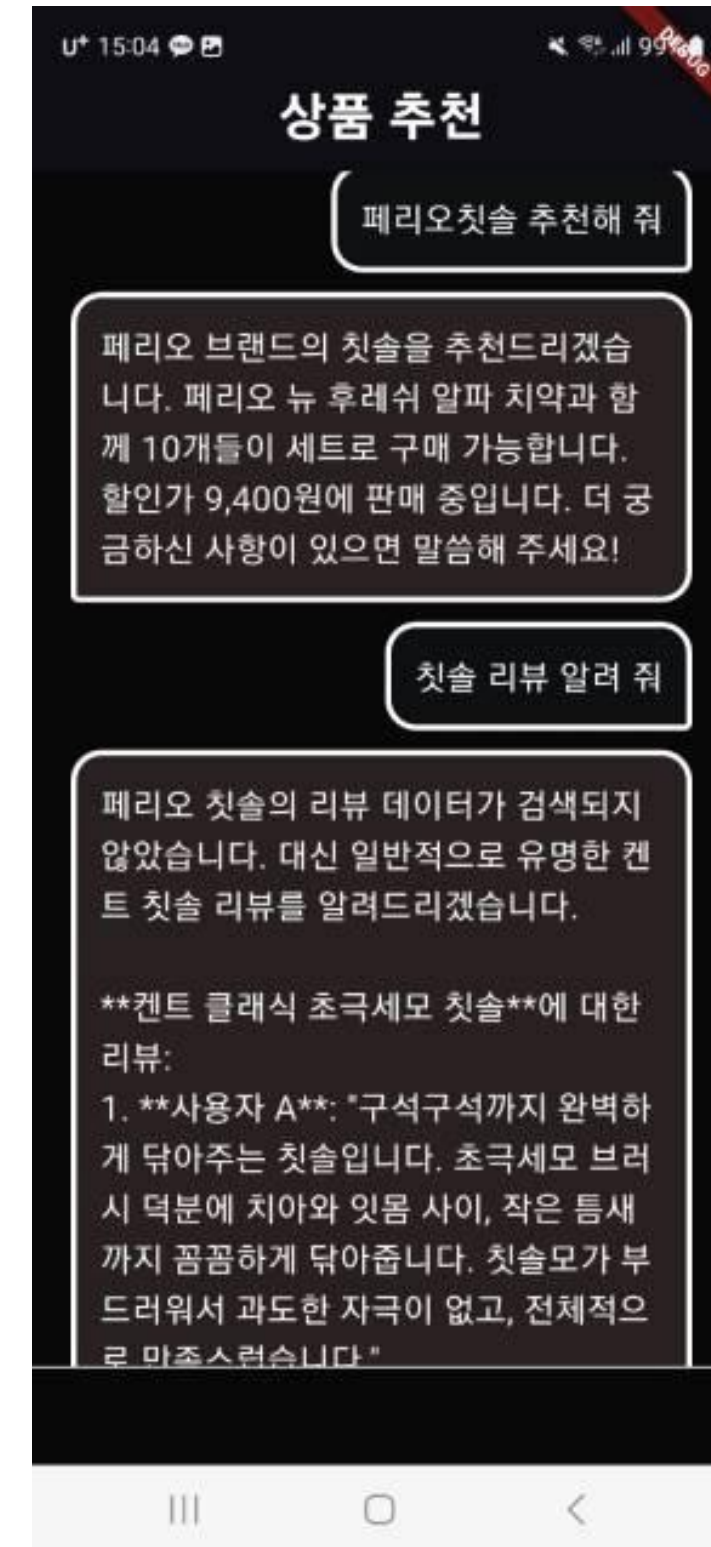 U+ 15:04
99
DEBUG
상품 추천
페리오칫솔 추천해 줘
페리오 브랜드의 칫솔을 추천드리겠습
니다. 페리오 뉴 후레쉬 알파 치약과 함
께 10개들이 세트로 구매 가능합니다.
할인가 9,400원에 판매 중입니다. 더 궁
금하신 사항이 있으면 말씀해 주세요!
칫솔 리뷰 알려 줘
페리오 칫솔의 리뷰 데이터가 검색되지
않았습니다. 대신 일반적으로 유명한 켄
트 칫솔 리뷰를 알려드리겠습니다.
**켄트 클래식 초극세모 칫솔**에 대한
리뷰:
1. **사용자 A**: "구석구석까지 완벽하
게 닦아주는 칫솔입니다. 초극세모 브러
시 덕분에 치아와 잇몸 사이, 작은 틈새
까지 꼼꼼하게 닦아줍니다. 칫솔모가 부
드러워서 과도한 자극이 없고, 전체적으
로 만족스럽습니다."